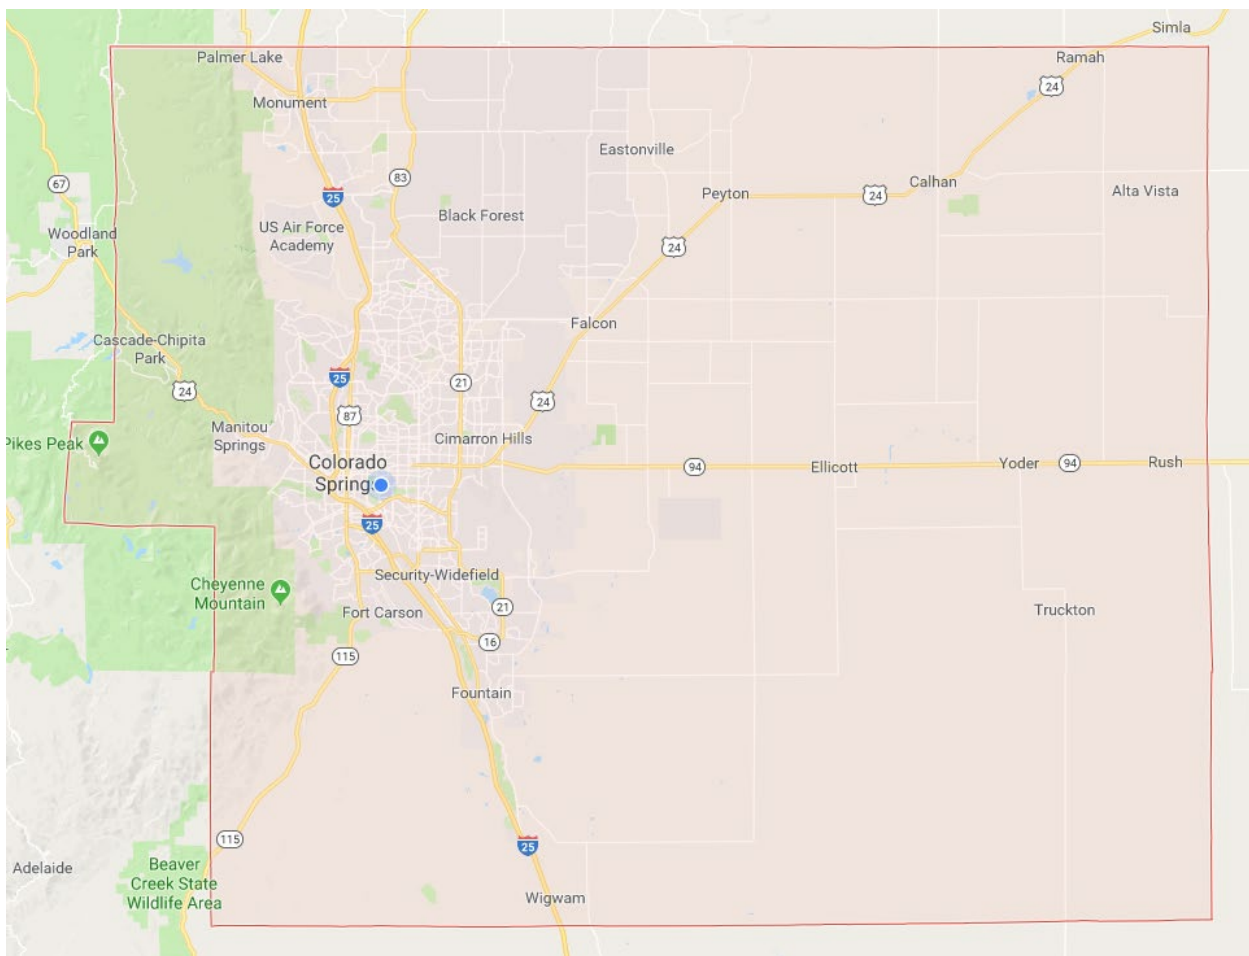 Simla
Palmer Lake
Ramah
24
Monument
Eastonville
83
67
25
Peyton
24
Calhan
Alta Vista
Black Forest
US Air Force
Academy
Woodland
Park
24
Falcon
Cascade-Chipita
Park
25
21
24
24
87
Manitou
Springs
Cimarron Hills
Pikes Peak
Colorado
Springs
94
Ellicott
Yoder
94
Rush
25
Security-Widefield
Cheyenne
Mountain
Fort Carson
21
Truckton
16
115
Fountain
115
25
Adelaide
Beaver
Creek State
Wildlife Area
Wigwam